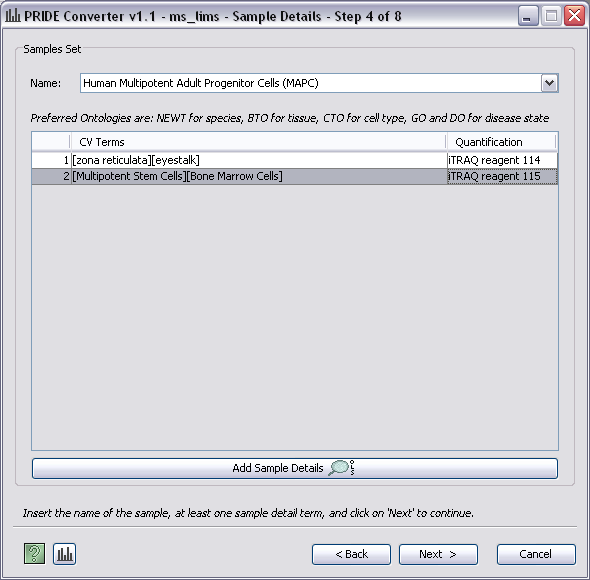 PRIDE Converter v1.1 - ms_lims - Sample Details - Step 4 of 8
Samples Set
Name: Human Multipotent Adult Progenitor Cells (MAPC)
Preferred Ontologies are: NEWT for species, BTO for tissue, CTO for cell type, GO and DO for disease state
CV Terms Quantification
1 [zona reticulata][eyestalk] iTRAQ reagent 114
2 [Multipotent Stem Cells][Bone Marrow Cells] iTRAQ reagent 115
Add Sample Details OLS
Insert the name of the sample, at least one sample detail term, and click on 'Next' to continue.
? < Back Next > Cancel